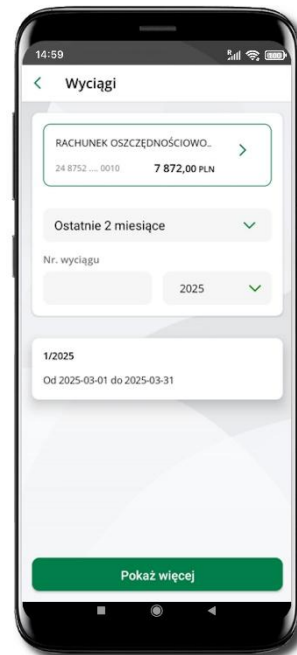 14:59
Wyciągi
RACHUNEK OSZCZĘDNOŚCIOWO..
24 8752 .... 0010 7 872,00 PLN
Ostatnie 2 miesiące
Nr. wyciągu
2025
1/2025
Od 2025-03-01 do 2025-03-31
Pokaż więcej